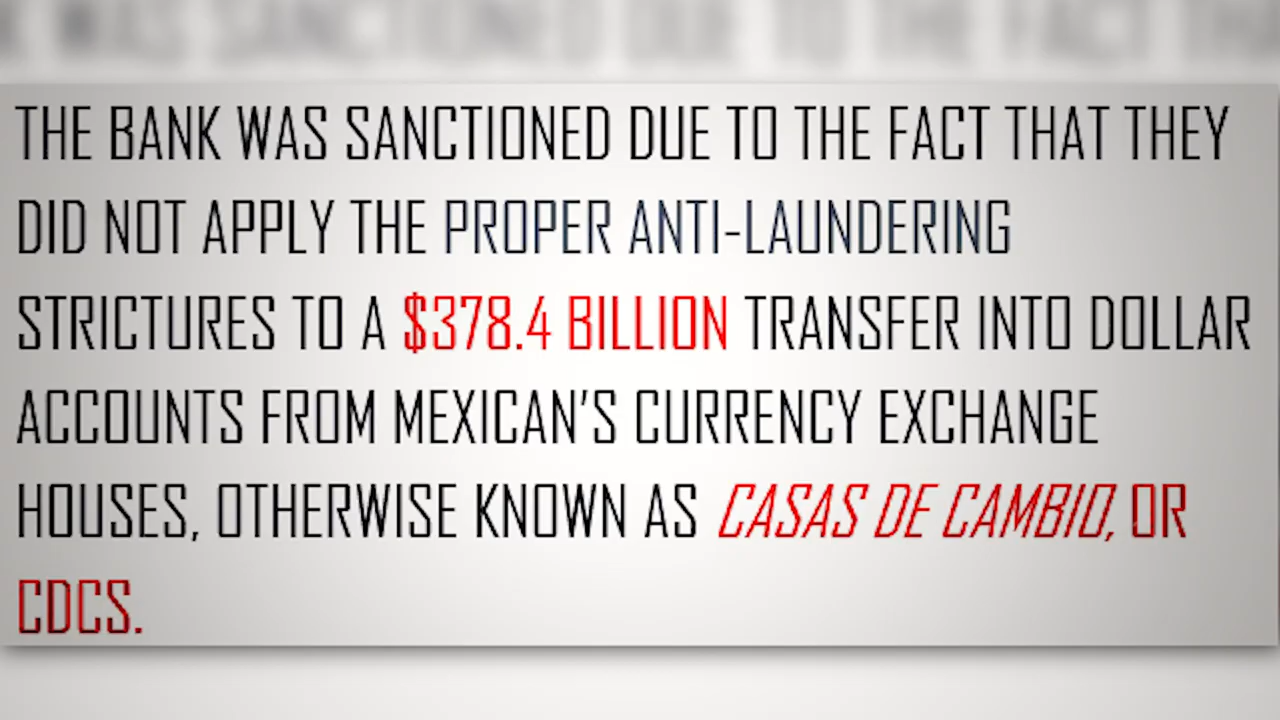 THE BANK WAS SANCTIONED DUE TO THE FACT THAT THEY
DID NOT APPLY THE PROPER ANTI-LAUNDERING
STRICTURES TO A $378.4 BILLION TRANSFER INTO DOLLAR
ACCOUNTS FROM MEXICAN'S CURRENCY EXCHANGE
HOUSES, OTHERWISE KNOWN AS CASAS DE CAMBIO, OR
CDCS.